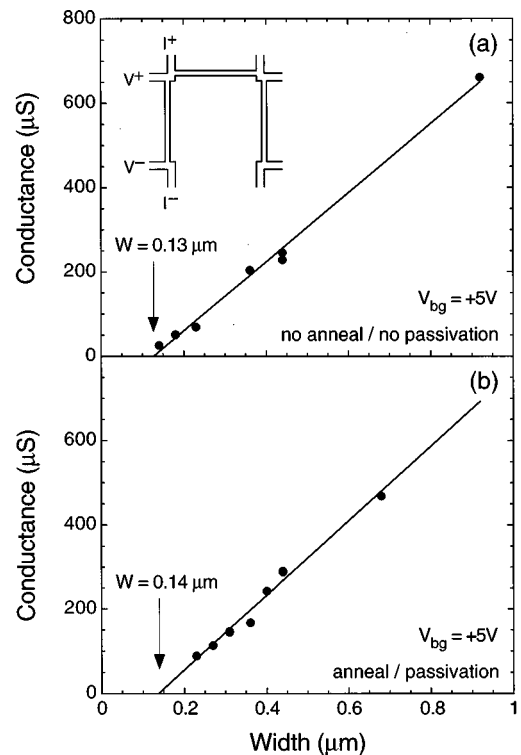 800
(a)
I+
V+
600
V−
I−
400
Conductance (μS)
W = 0.13 μm
200
V_bg = +5V
no anneal / no passivation
0
(b)
600
Conductance (μS)
400
W = 0.14 μm
200
V_bg = +5V
anneal / passivation
0
0 0.2 0.4 0.6 0.8 1
Width (μm)